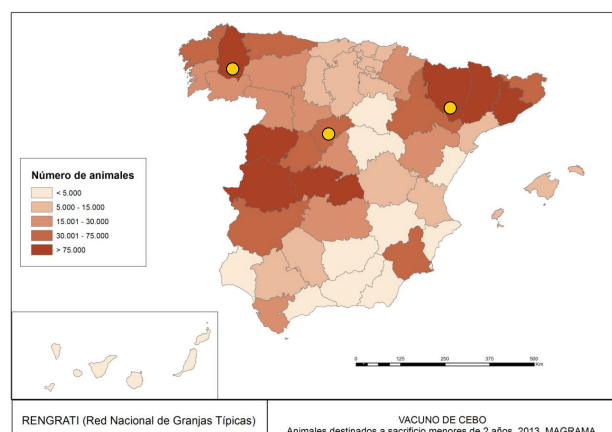 Número de animales
< 5.000
5.000 - 15.000
15.001 - 30.000
30.001 - 75.000
> 75.000
0 125 250 375 500
Km
RENGRATI (Red Nacional de Granjas Típicas)
VACUNO DE CEBO
Animales destinados a sacrificio menores de 2 años. 2013. MAGRAMA